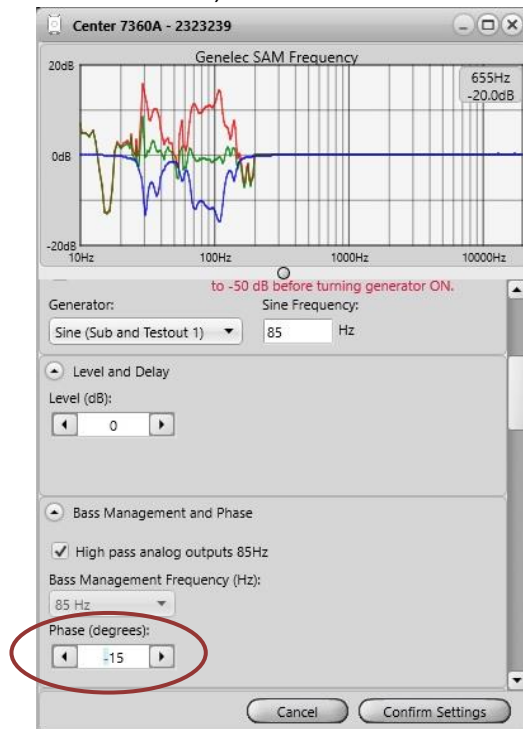 Center 7360A - 2323239
Genelec SAM Frequency
20dB
655Hz
-20.0dB
0dB
-20dB
10Hz 100Hz 1000Hz 10000Hz
to -50 dB before turning generator ON.
Generator: Sine Frequency:
Sine (Sub and Testout 1) 85 Hz
Level and Delay
Level (dB):
0
Bass Management and Phase
High pass analog outputs 85Hz
Bass Management Frequency (Hz):
85 Hz
Phase (degrees):
-15
Cancel Confirm Settings